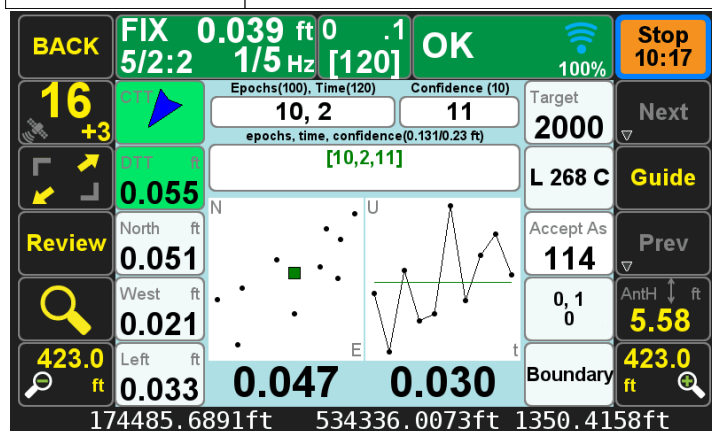 BACK
FIX 0.039 ft
5/2:2 1/5 Hz
0 .1
[120]
OK
100%
Stop
10:17
16
+3
CTT
Epochs(100), Time(120)
10, 2
Confidence (10)
11
epochs, time, confidence(0.131/0.23 ft)
[10,2,11]
Target
2000
Next
DTT ft
0.055
L 268 C
Guide
Review
North ft
0.051
N
E
U
t
Accept As
114
Prev
West ft
0.021
0, 1
0
AntH ft
5.58
423.0
ft
Left ft
0.033
0.047
0.030
Boundary
423.0
ft
174485.6891ft 534336.0073ft 1350.4158ft